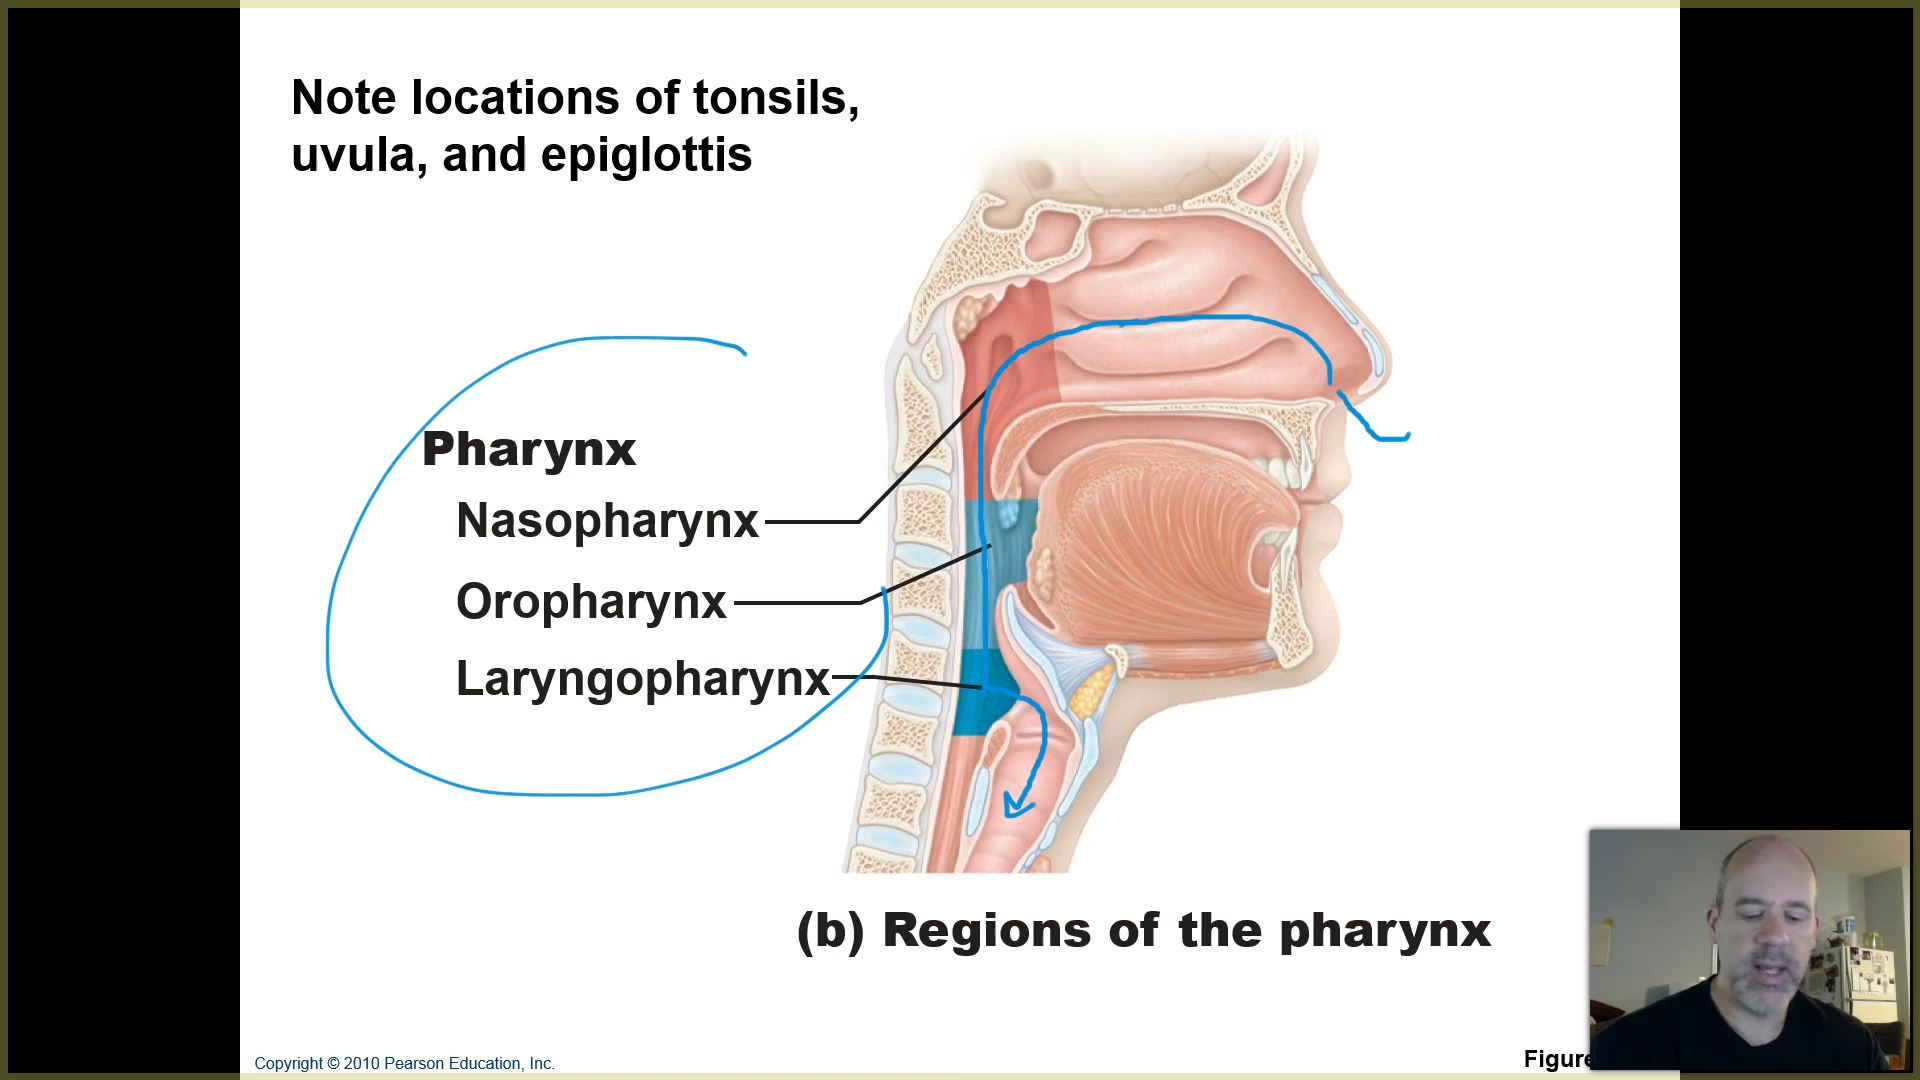 Note locations of tonsils,
uvula, and epiglottis
Pharynx
Nasopharynx
Oropharynx
Laryngopharynx
(b) Regions of the pharynx
Copyright © 2010 Pearson Education, Inc.
Figure